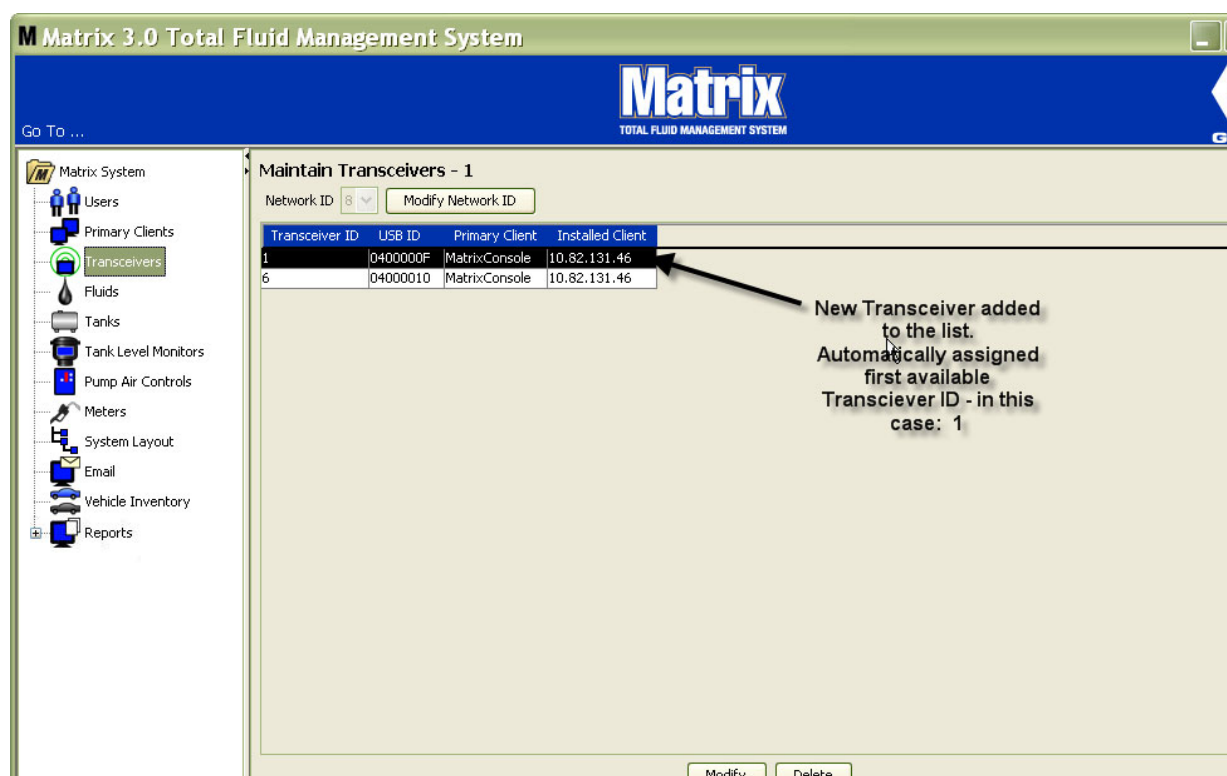 M Matrix 3.0 Total Fluid Management System
Matrix
TOTAL FLUID MANAGEMENT SYSTEM
Go To ...
G
Matrix System
Users
Primary Clients
Transceivers
Fluids
Tanks
Tank Level Monitors
Pump Air Controls
Meters
System Layout
Email
Vehicle Inventory
Reports
Maintain Transceivers - 1
Network ID 8 Modify Network ID
Transceiver ID USB ID Primary Client Installed Client
1 0400000F MatrixConsole 10.82.131.46
6 04000010 MatrixConsole 10.82.131.46
New Transceiver added
to the list.
Automatically assigned
first available
Transciever ID - in this
case: 1
Modify Delete